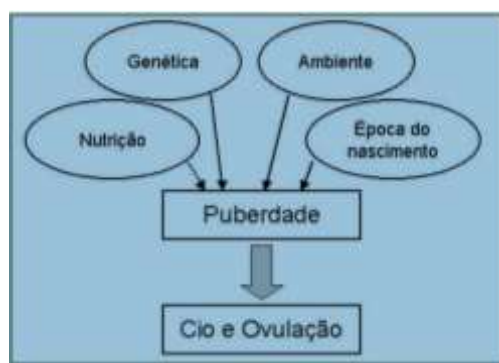 Genética
Ambiente
Nutrição
Época do
nascimento
Puberdade
Cio e Ovulação